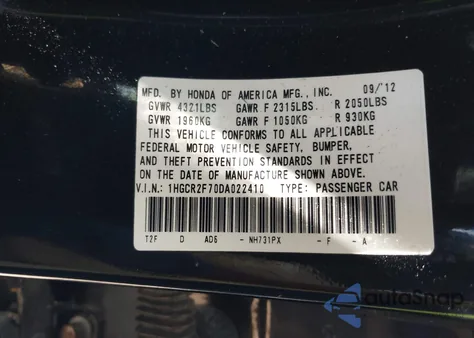 MFD. BY HONDA OF AMERICA MFG., INC. 09/'12
GVWR 4321LBS GAWR F 2315LBS R 2050LBS
GVWR 1960KG GAWR F 1050KG R 930KG
THIS VEHICLE CONFORMS TO ALL APPLICABLE
FEDERAL MOTOR VEHICLE SAFETY, BUMPER,
AND THEFT PREVENTION STANDARDS IN EFFECT
ON THE DATE OF MANUFACTURE SHOWN ABOVE.
V.I.N.: 1HGCR2F70DA022410 TYPE: PASSENGER CAR
T2F D AD6 - NH731PX - F - A
autoSnap